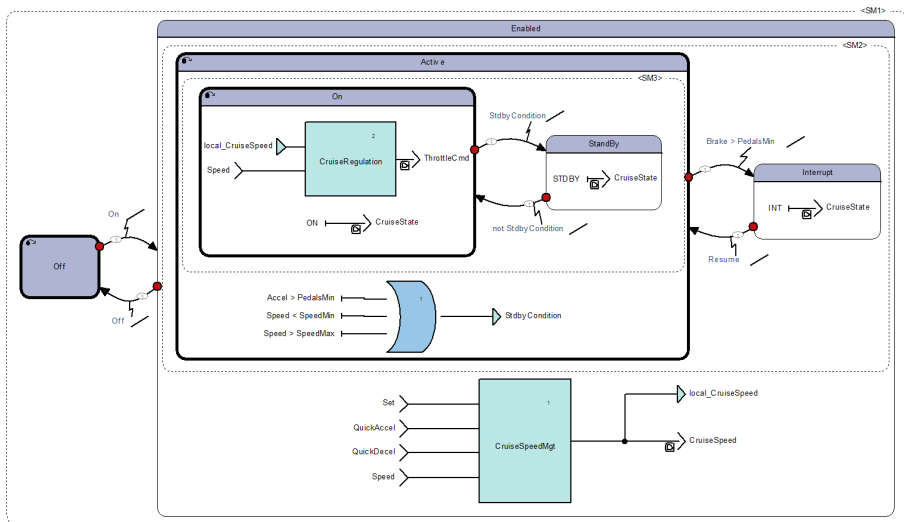 <SM1>
Enabled
<SM2>
Active
<SM3>
On
2
local_CruiseSpeed
CruiseRegulation
ThrottleCmd
Speed
ON
CruiseState
StdbyCondition
StandBy
STDBY
CruiseState
not StdbyCondition
Brake > PedalsMin
Interrupt
INT
CruiseState
Resume
On
Off
Off
Accel > PedalsMin
1
Speed < SpeedMin
StdbyCondition
Speed > SpeedMax
Set
1
local_CruiseSpeed
QuickAccel
CruiseSpeedMgt
CruiseSpeed
QuickDecel
Speed